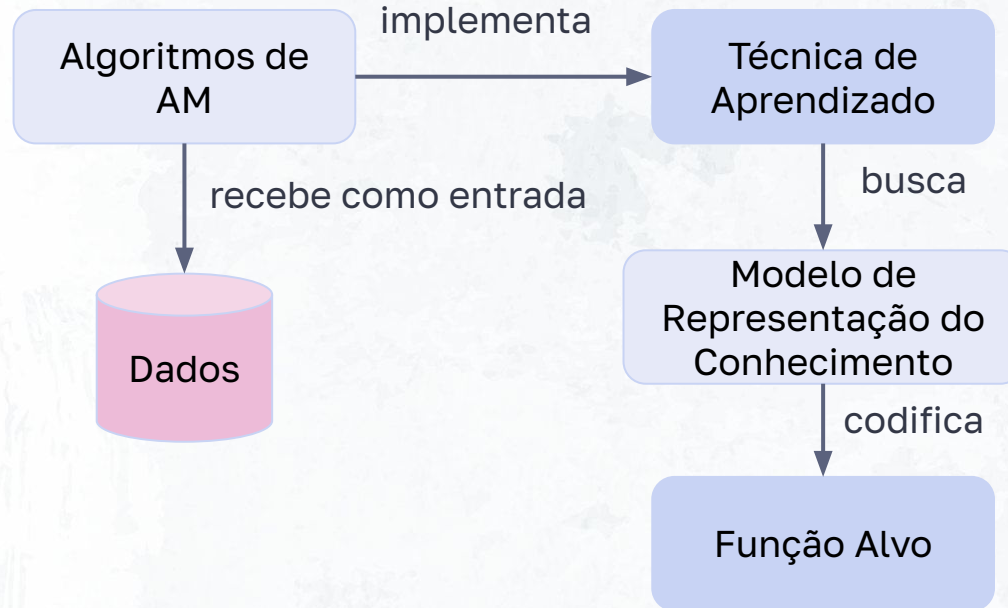 implementa
Algoritmos de
AM
Técnica de
Aprendizado
recebe como entrada
busca
Dados
Modelo de
Representação do
Conhecimento
codifica
Função Alvo